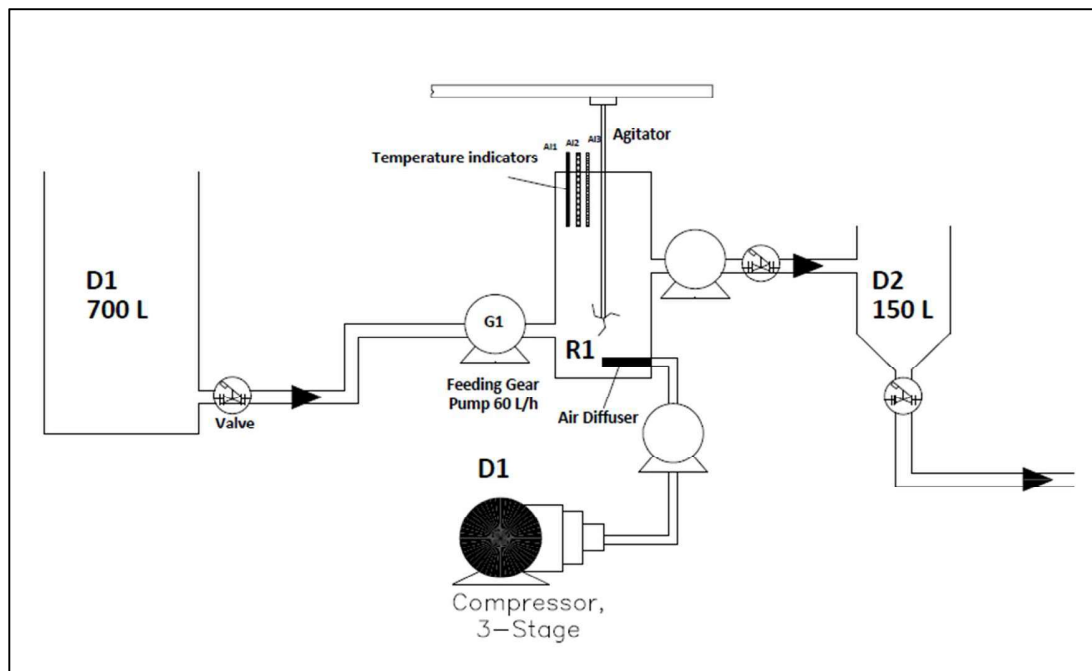 AI1 AI2 AI3
Agitator
Temperature indicators
D1
700 L
Valve
G1
Feeding Gear
Pump 60 L/h
R1
Air Diffuser
D2
150 L
D1
Compressor,
3-Stage